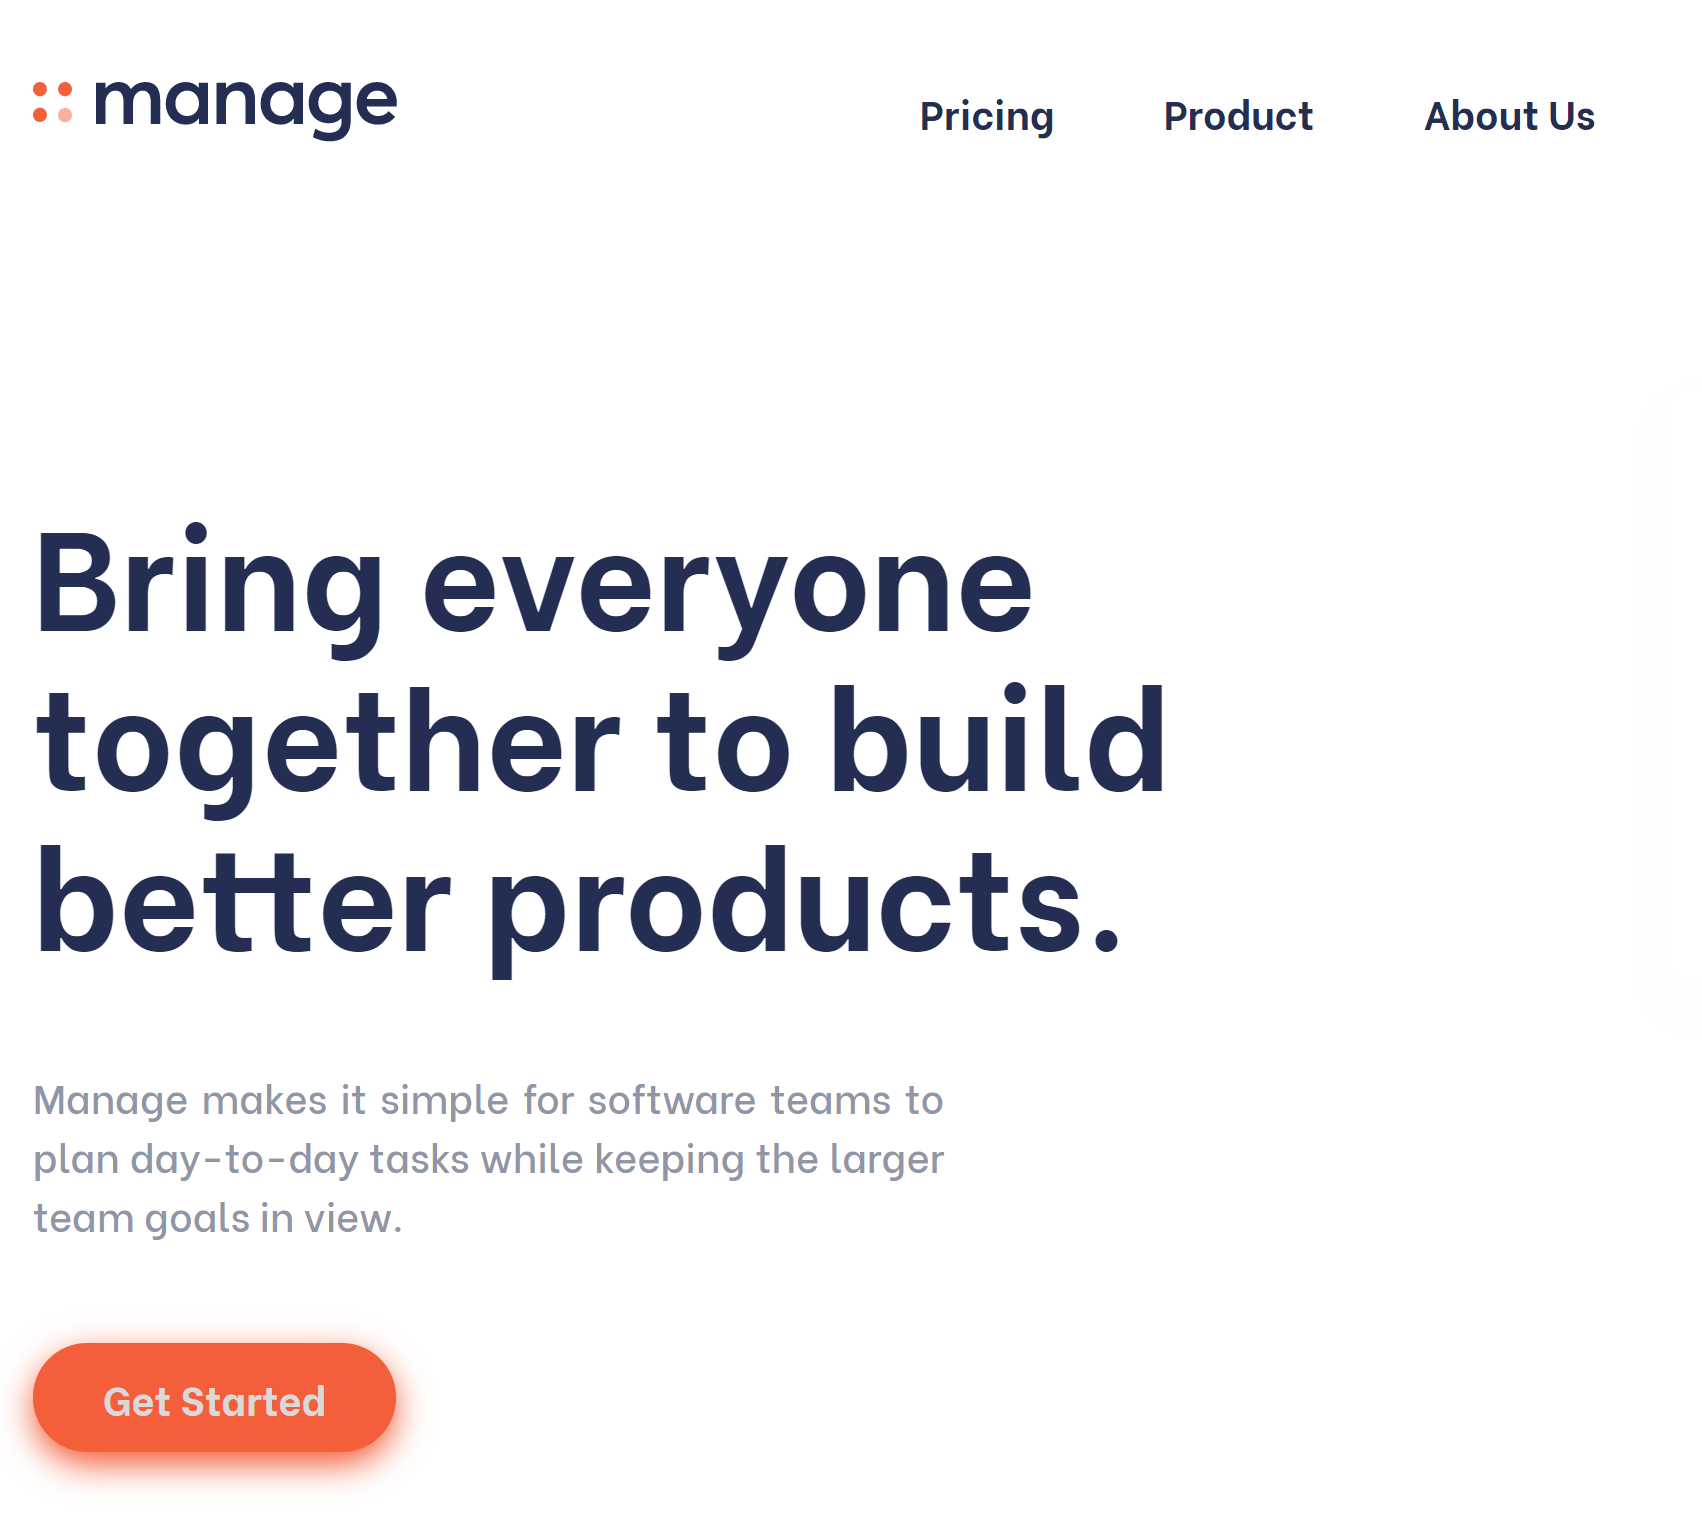 manage
Pricing Product About Us
Bring everyone
together to build
better products.
Manage makes it simple for software teams to
plan day-to-day tasks while keeping the larger
team goals in view.
Get Started